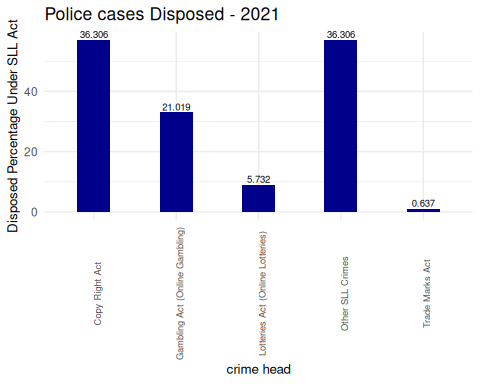 Police cases Disposed - 2021
Disposed Percentage Under SLL Act
40
20
0
36.306
21.019
5.732
36.306
0.637
Copy Right Act
Gambling Act (Online Gambling)
Lotteries Act (Online Lotteries)
Other SLL Crimes
Trade Marks Act
crime head